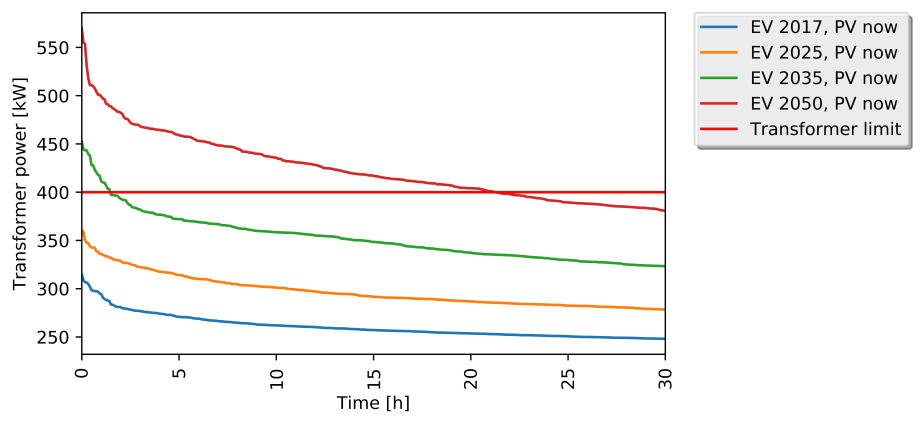 550
500
450
400
350
300
250
Transformer power [kW]
0
5
10
15
20
25
30
Time [h]
EV 2017, PV now
EV 2025, PV now
EV 2035, PV now
EV 2050, PV now
Transformer limit